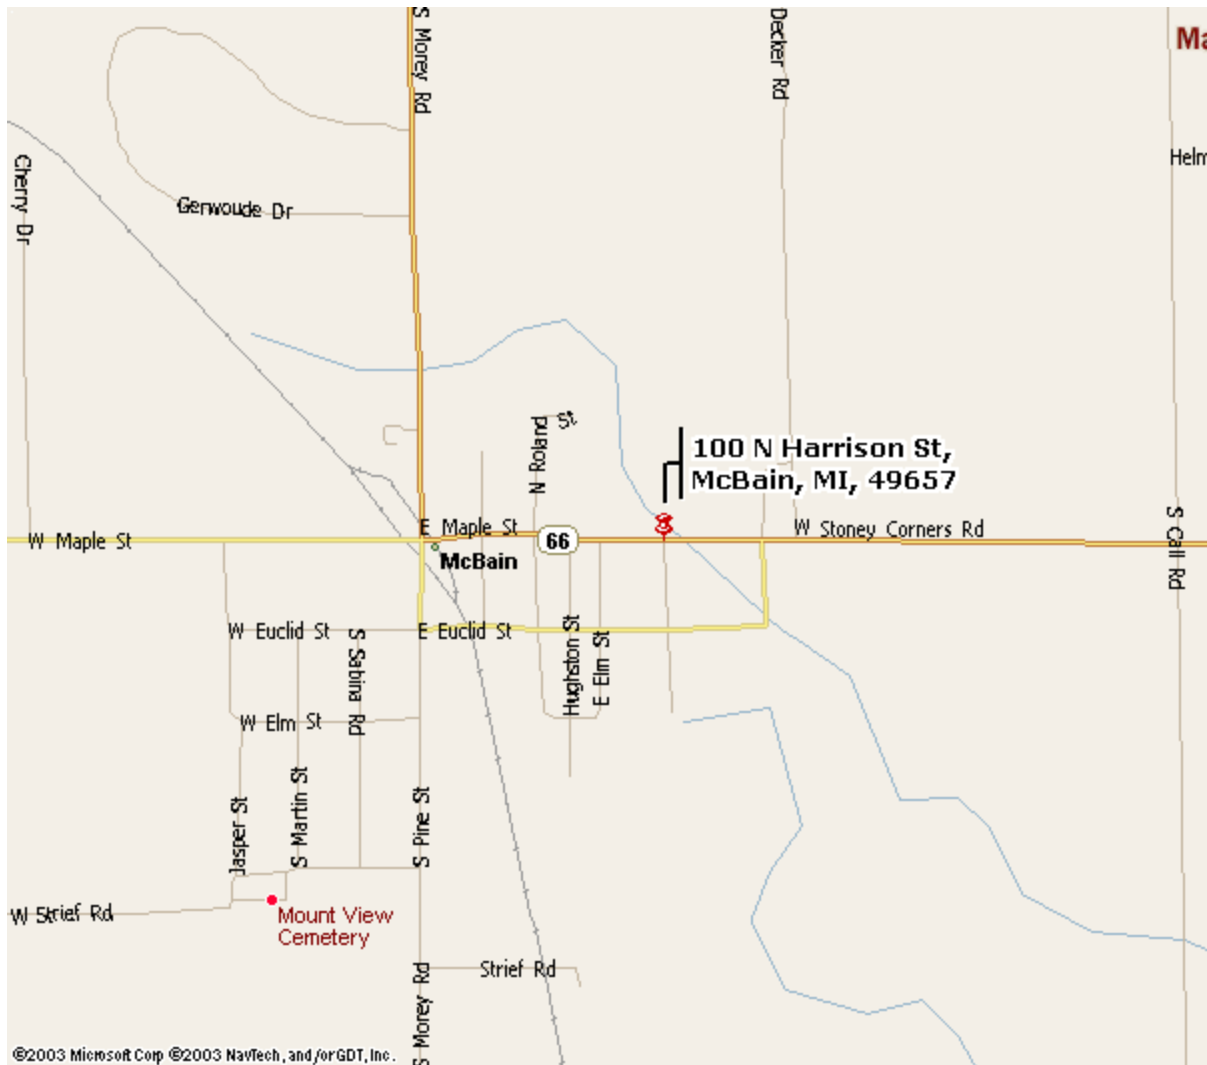 S Morey Rd
Decker Rd
Ma
Helm
Cherry Dr
Gerwoude Dr
N Roland
St
100 N Harrison St,
McBain, MI, 49657
E Maple St
66
W Stoney Corners Rd
W Maple St
McBain
S Call Rd
W Euclid St
S Sabina Rd
E Euclid St
Hughston St
E Elm St
W Elm St
Jasper St
S Martin St
S Pine St
W Strief Rd
Mount View
Cemetery
Strief Rd
S Morey Rd
©2003 Microsoft Corp ©2003 NavTech, and/or GDT, Inc.